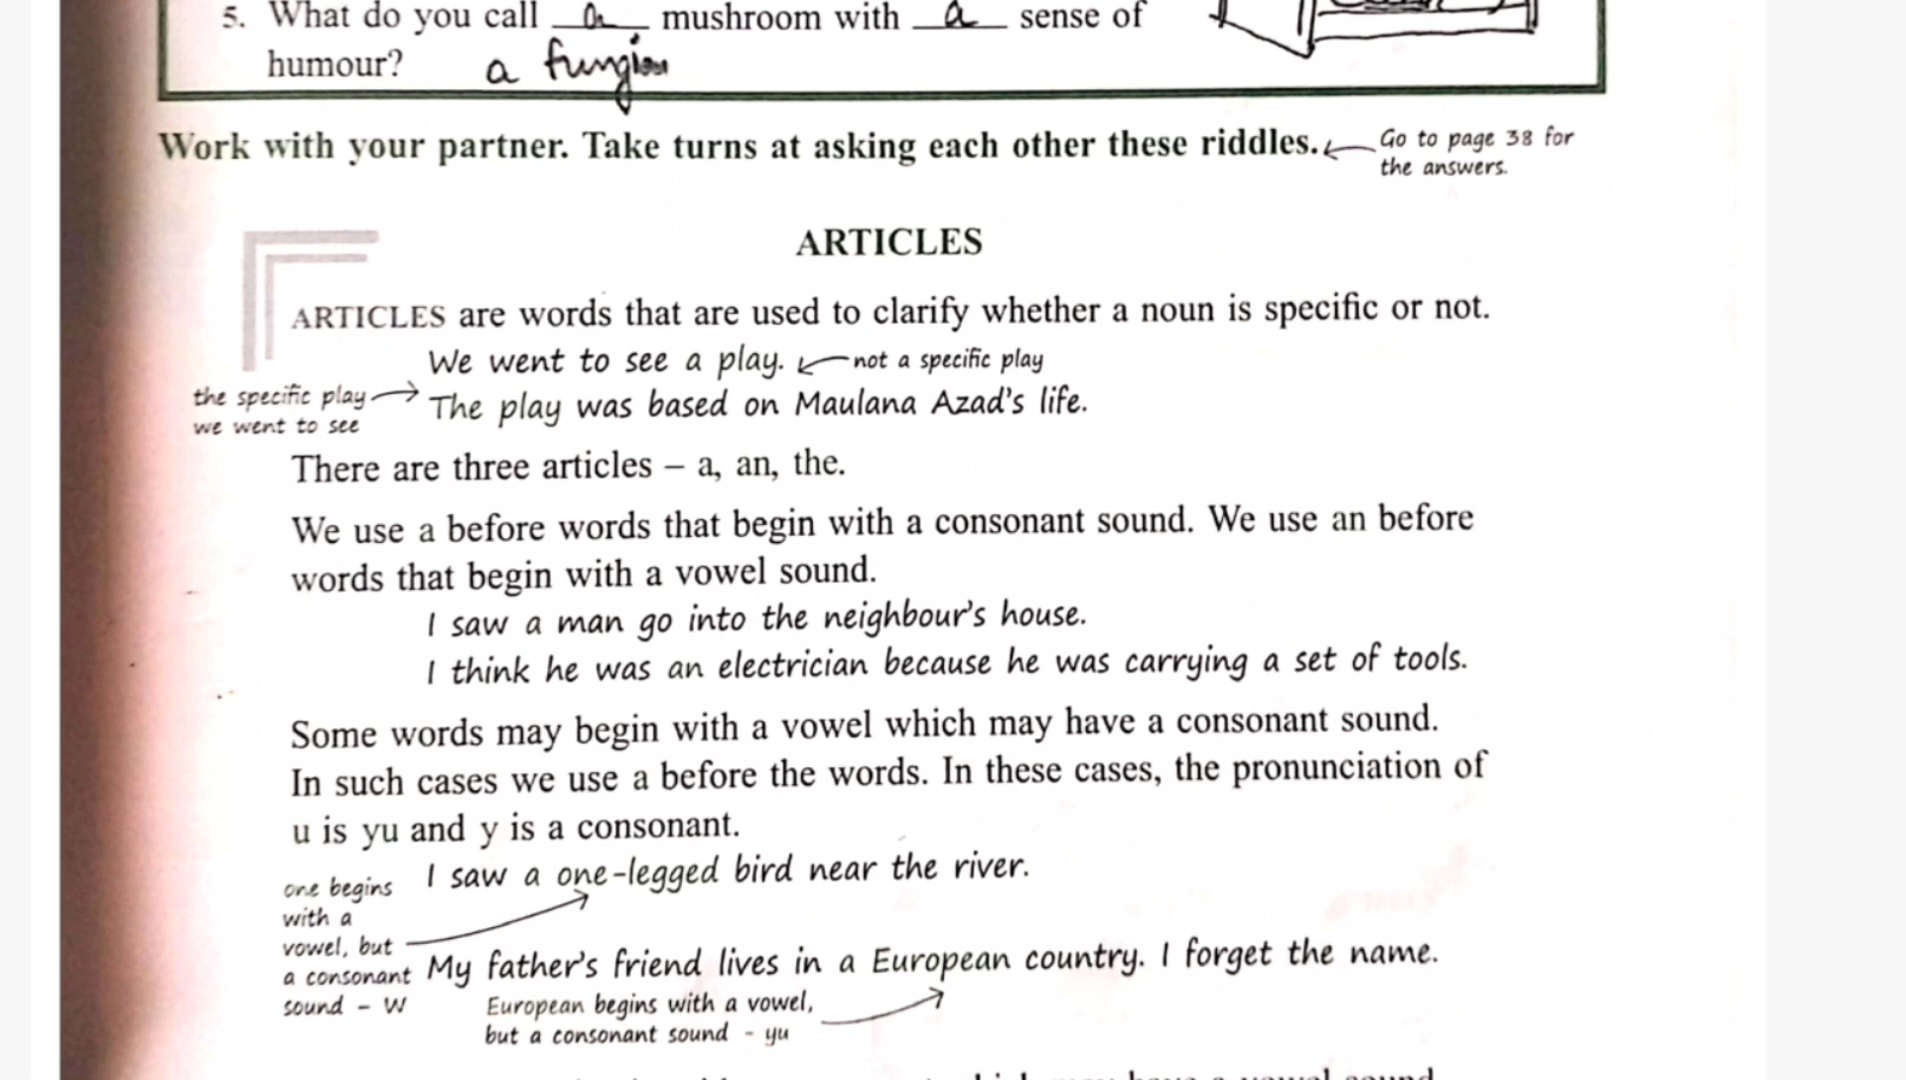 5. What do you call a mushroom with a sense of
humour? a fungi
Work with your partner. Take turns at asking each other these riddles.
Go to page 38 for
the answers.
ARTICLES
ARTICLES are words that are used to clarify whether a noun is specific or not.
We went to see a play. not a specific play
the specific play
we went to see
The play was based on Maulana Azad's life.
There are three articles – a, an, the.
We use a before words that begin with a consonant sound. We use an before
words that begin with a vowel sound.
I saw a man go into the neighbour's house.
I think he was an electrician because he was carrying a set of tools.
Some words may begin with a vowel which may have a consonant sound.
In such cases we use a before the words. In these cases, the pronunciation of
u is yu and y is a consonant.
I saw a one-legged bird near the river.
one begins
with a
vowel, but
a consonant
sound – W
My father's friend lives in a European country. I forget the name.
European begins with a vowel,
but a consonant sound - yu
may have a vowel sound